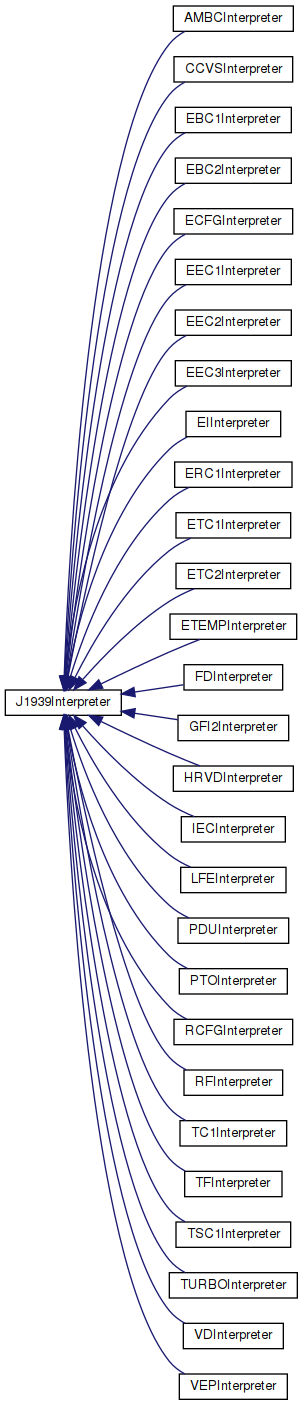 AMBCInterpreter
CCVSInterpreter
EBC1Interpreter
EBC2Interpreter
ECFGInterpreter
EEC1Interpreter
EEC2Interpreter
EEC3Interpreter
EIInterpreter
ERC1Interpreter
ETC1Interpreter
ETC2Interpreter
ETEMPInterpreter
FDInterpreter
J1939Interpreter
GFI2Interpreter
HRVDInterpreter
IECInterpreter
LFEInterpreter
PDUInterpreter
PTOInterpreter
RCFGInterpreter
RFInterpreter
TC1Interpreter
TFInterpreter
TSC1Interpreter
TURBOInterpreter
VDInterpreter
VEPInterpreter